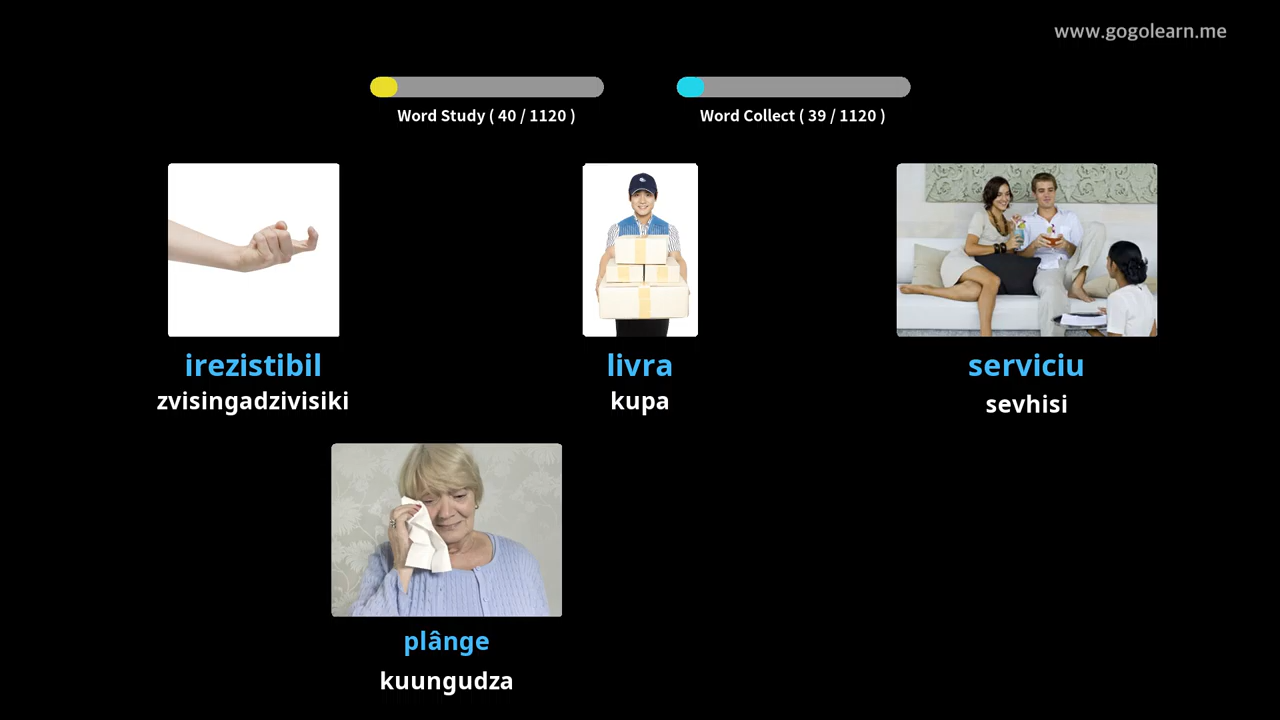 www.gogolearn.me
Word Study ( 40 / 1120 )
Word Collect ( 39 / 1120 )
irezistibil
zvisingadzivisiki
livra
kupa
serviciu
sevhisi
plânge
kuungudza